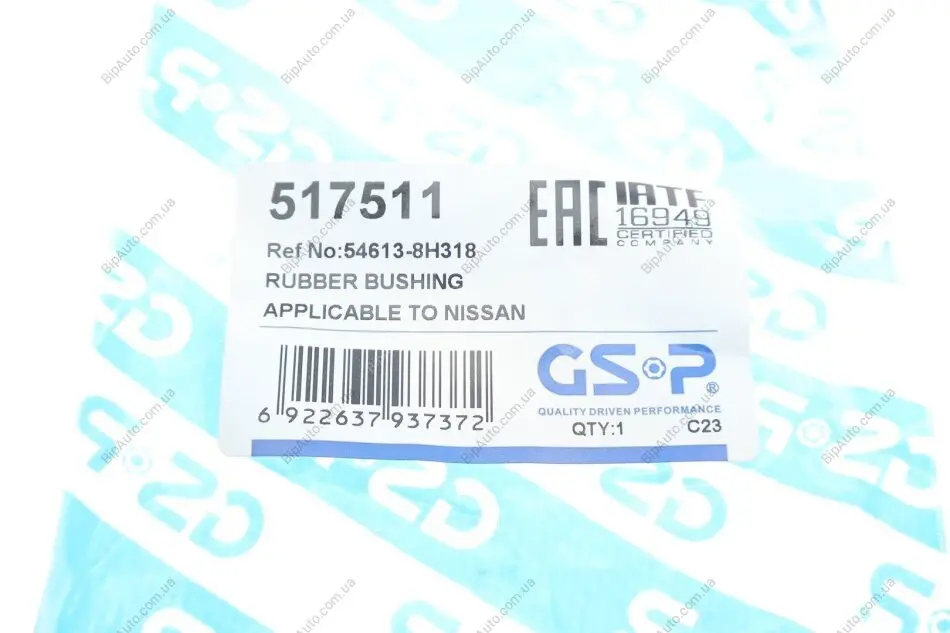 517511
EAC
IATF
16949
CERTIFIED
COMPANY
Ref No:54613-8H318
RUBBER BUSHING
APPLICABLE TO NISSAN
6 922637 937372
GSP®
QUALITY DRIVEN PERFORMANCE
QTY:1
C23
BipAuto.com.ua